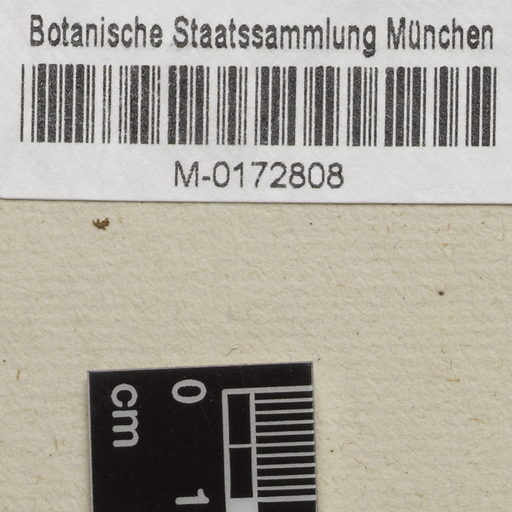 Botanische Staatssammlung München
M-0172808
0
cm
1